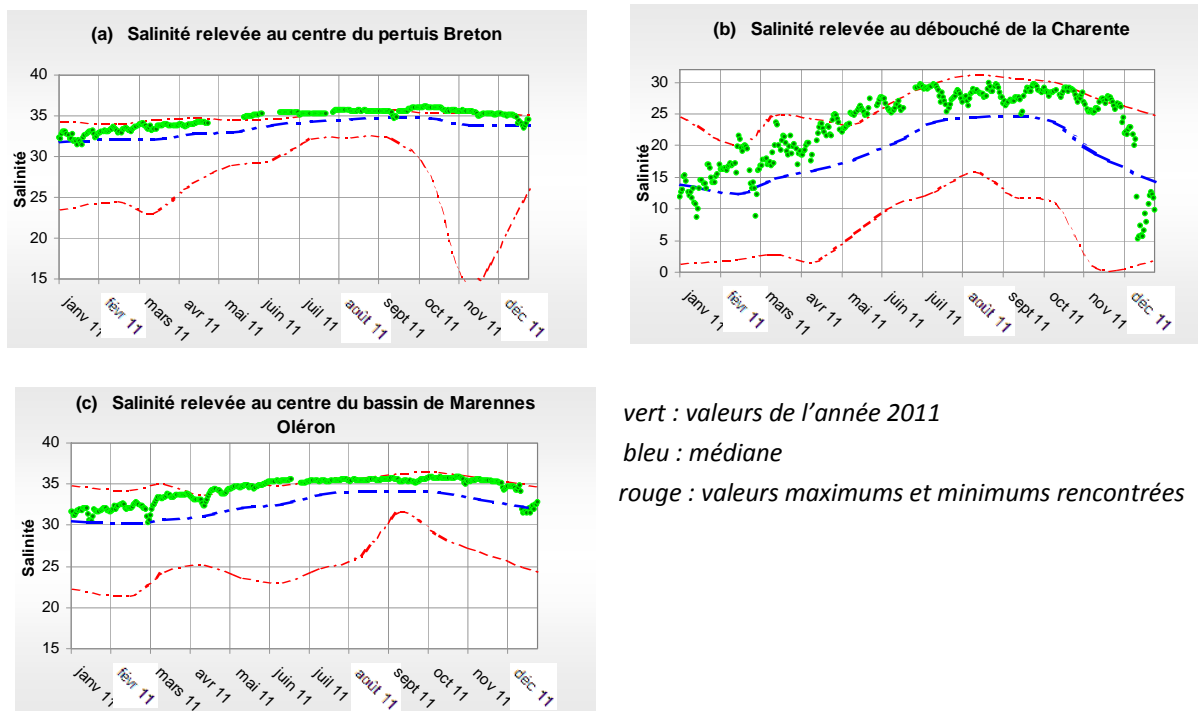 (a) Salinité relevée au centre du pertuis Breton
40
35
30
25
20
15
Salinité
janv 11
févr 11
mars 11
avr 11
mai 11
juin 11
juil 11
août 11
sept 11
oct 11
nov 11
déc 11
(b) Salinité relevée au débouché de la Charente
30
25
20
15
10
5
0
Salinité
janv 11
févr 11
mars 11
avr 11
mai 11
juin 11
juil 11
août 11
sept 11
oct 11
nov 11
déc 11
(c) Salinité relevée au centre du bassin de Marennes
Oléron
40
35
30
25
20
15
Salinité
janv 11
févr 11
mars 11
avr 11
mai 11
juin 11
juil 11
août 11
sept 11
oct 11
nov 11
déc 11
vert : valeurs de l'année 2011
bleu : médiane
rouge : valeurs maximums et minimums rencontrées